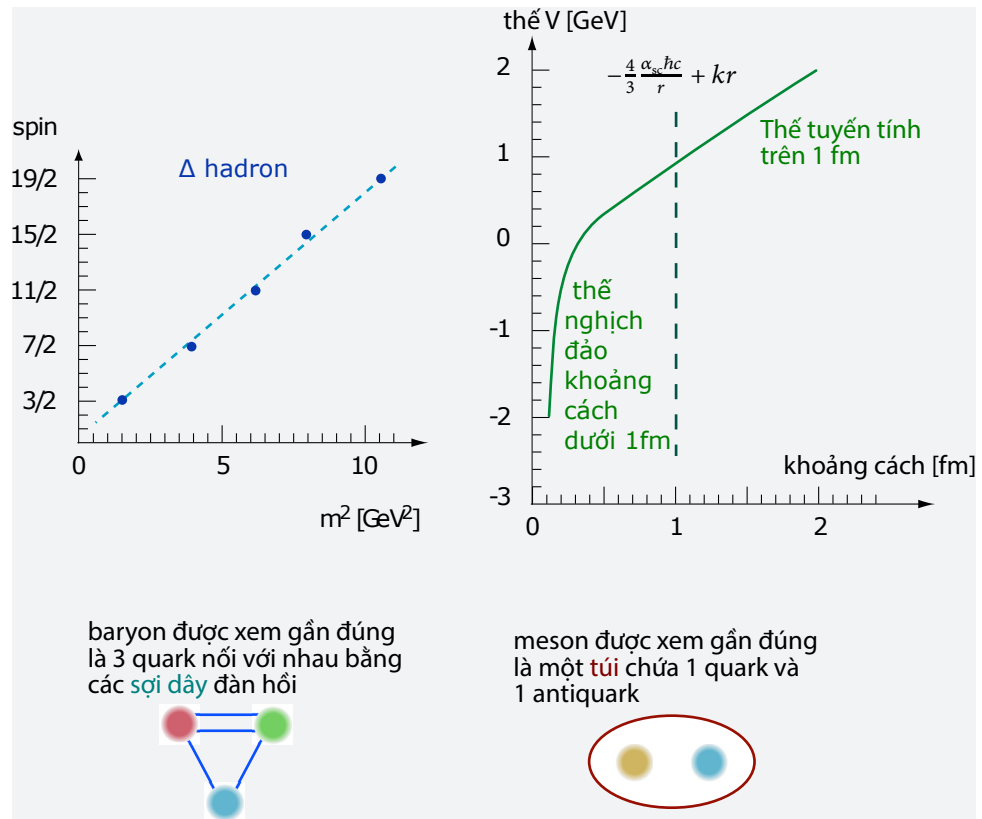 spin
Δ hadron
19/2
15/2
11/2
7/2
3/2
0
5
10
m² [GeV²]
thế V [GeV]
2
1
0
-1
-2
-3
0
1
2
khoảng cách [fm]
−4/3 α_sc ħc/r + kr
Thế tuyến tính
trên 1 fm
thế
nghịch
đảo
khoảng
cách
dưới 1fm
baryon được xem gần đúng
là 3 quark nối với nhau bằng
các sợi dây đàn hồi
meson được xem gần đúng
là một túi chứa 1 quark và
1 antiquark